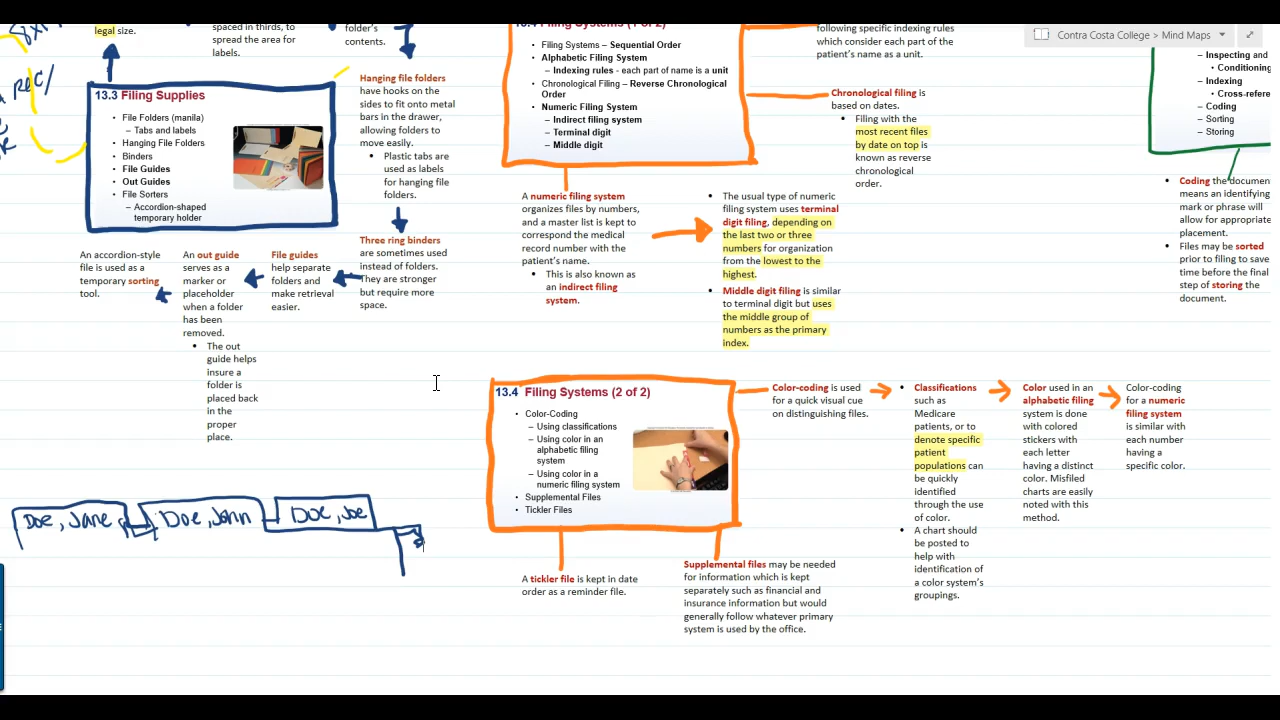 legal size.
spaced in thirds, to
spread the area for
labels.
folder's
contents.
13.3 Filing Supplies
• File Folders (manila)
– Tabs and labels
• Hanging File Folders
• Binders
• File Guides
• Out Guides
• File Sorters
– Accordion-shaped
temporary holder
Hanging file folders
have hooks on the
sides to fit onto metal
bars in the drawer,
allowing folders to
move easily.
• Plastic tabs are
used as labels
for hanging file
folders.
Three ring binders
are sometimes used
instead of folders.
They are stronger
but require more
space.
File guides
help separate
folders and
make retrieval
easier.
An out guide
serves as a
marker or
placeholder
when a folder
has been
removed.
• The out
guide helps
insure a
folder is
placed back
in the
proper
place.
An accordion-style
file is used as a
temporary sorting
tool.
Doe, Jane
Doe, John
Doe, Joe
13.4 Filing Systems (1 of 2)
• Filing Systems – Sequential Order
• Alphabetic Filing System
– Indexing rules - each part of name is a unit
• Chronological Filing – Reverse Chronological
Order
• Numeric Filing System
– Indirect filing system
– Terminal digit
– Middle digit
following specific indexing rules
which consider each part of the
patient's name as a unit.
Chronological filing is
based on dates.
• Filing with the
most recent files
by date on top is
known as reverse
chronological
order.
A numeric filing system
organizes files by numbers,
and a master list is kept to
correspond the medical
record number with the
patient's name.
• This is also known as
an indirect filing
system.
• The usual type of numeric
filing system uses terminal
digit filing, depending on
the last two or three
numbers for organization
from the lowest to the
highest.
• Middle digit filing is similar
to terminal digit but uses
the middle group of
numbers as the primary
index.
13.4 Filing Systems (2 of 2)
• Color-Coding
– Using classifications
– Using color in an
alphabetic filing
system
– Using color in a
numeric filing system
• Supplemental Files
• Tickler Files
Color-coding is used
for a quick visual cue
on distinguishing files.
• Classifications
such as
Medicare
patients, or to
denote specific
patient
populations can
be quickly
identified
through the use
of color.
• A chart should
be posted to
help with
identification of
a color system's
groupings.
Color used in an
alphabetic filing
system is done
with colored
stickers with
each letter
having a distinct
color. Misfiled
charts are easily
noted with this
method.
Color-coding
for a numeric
filing system
is similar with
each number
having a
specific color.
A tickler file is kept in date
order as a reminder file.
Supplemental files may be needed
for information which is kept
separately such as financial and
insurance information but would
generally follow whatever primary
system is used by the office.
Contra Costa College > Mind Maps
– Inspecting and
• Conditioning
– Indexing
• Cross-refere
– Coding
– Sorting
– Storing
• Coding the documen
means an identifying
mark or phrase will
allow for appropriate
placement.
• Files may be sorted
prior to filing to save
time before the final
step of storing the
document.